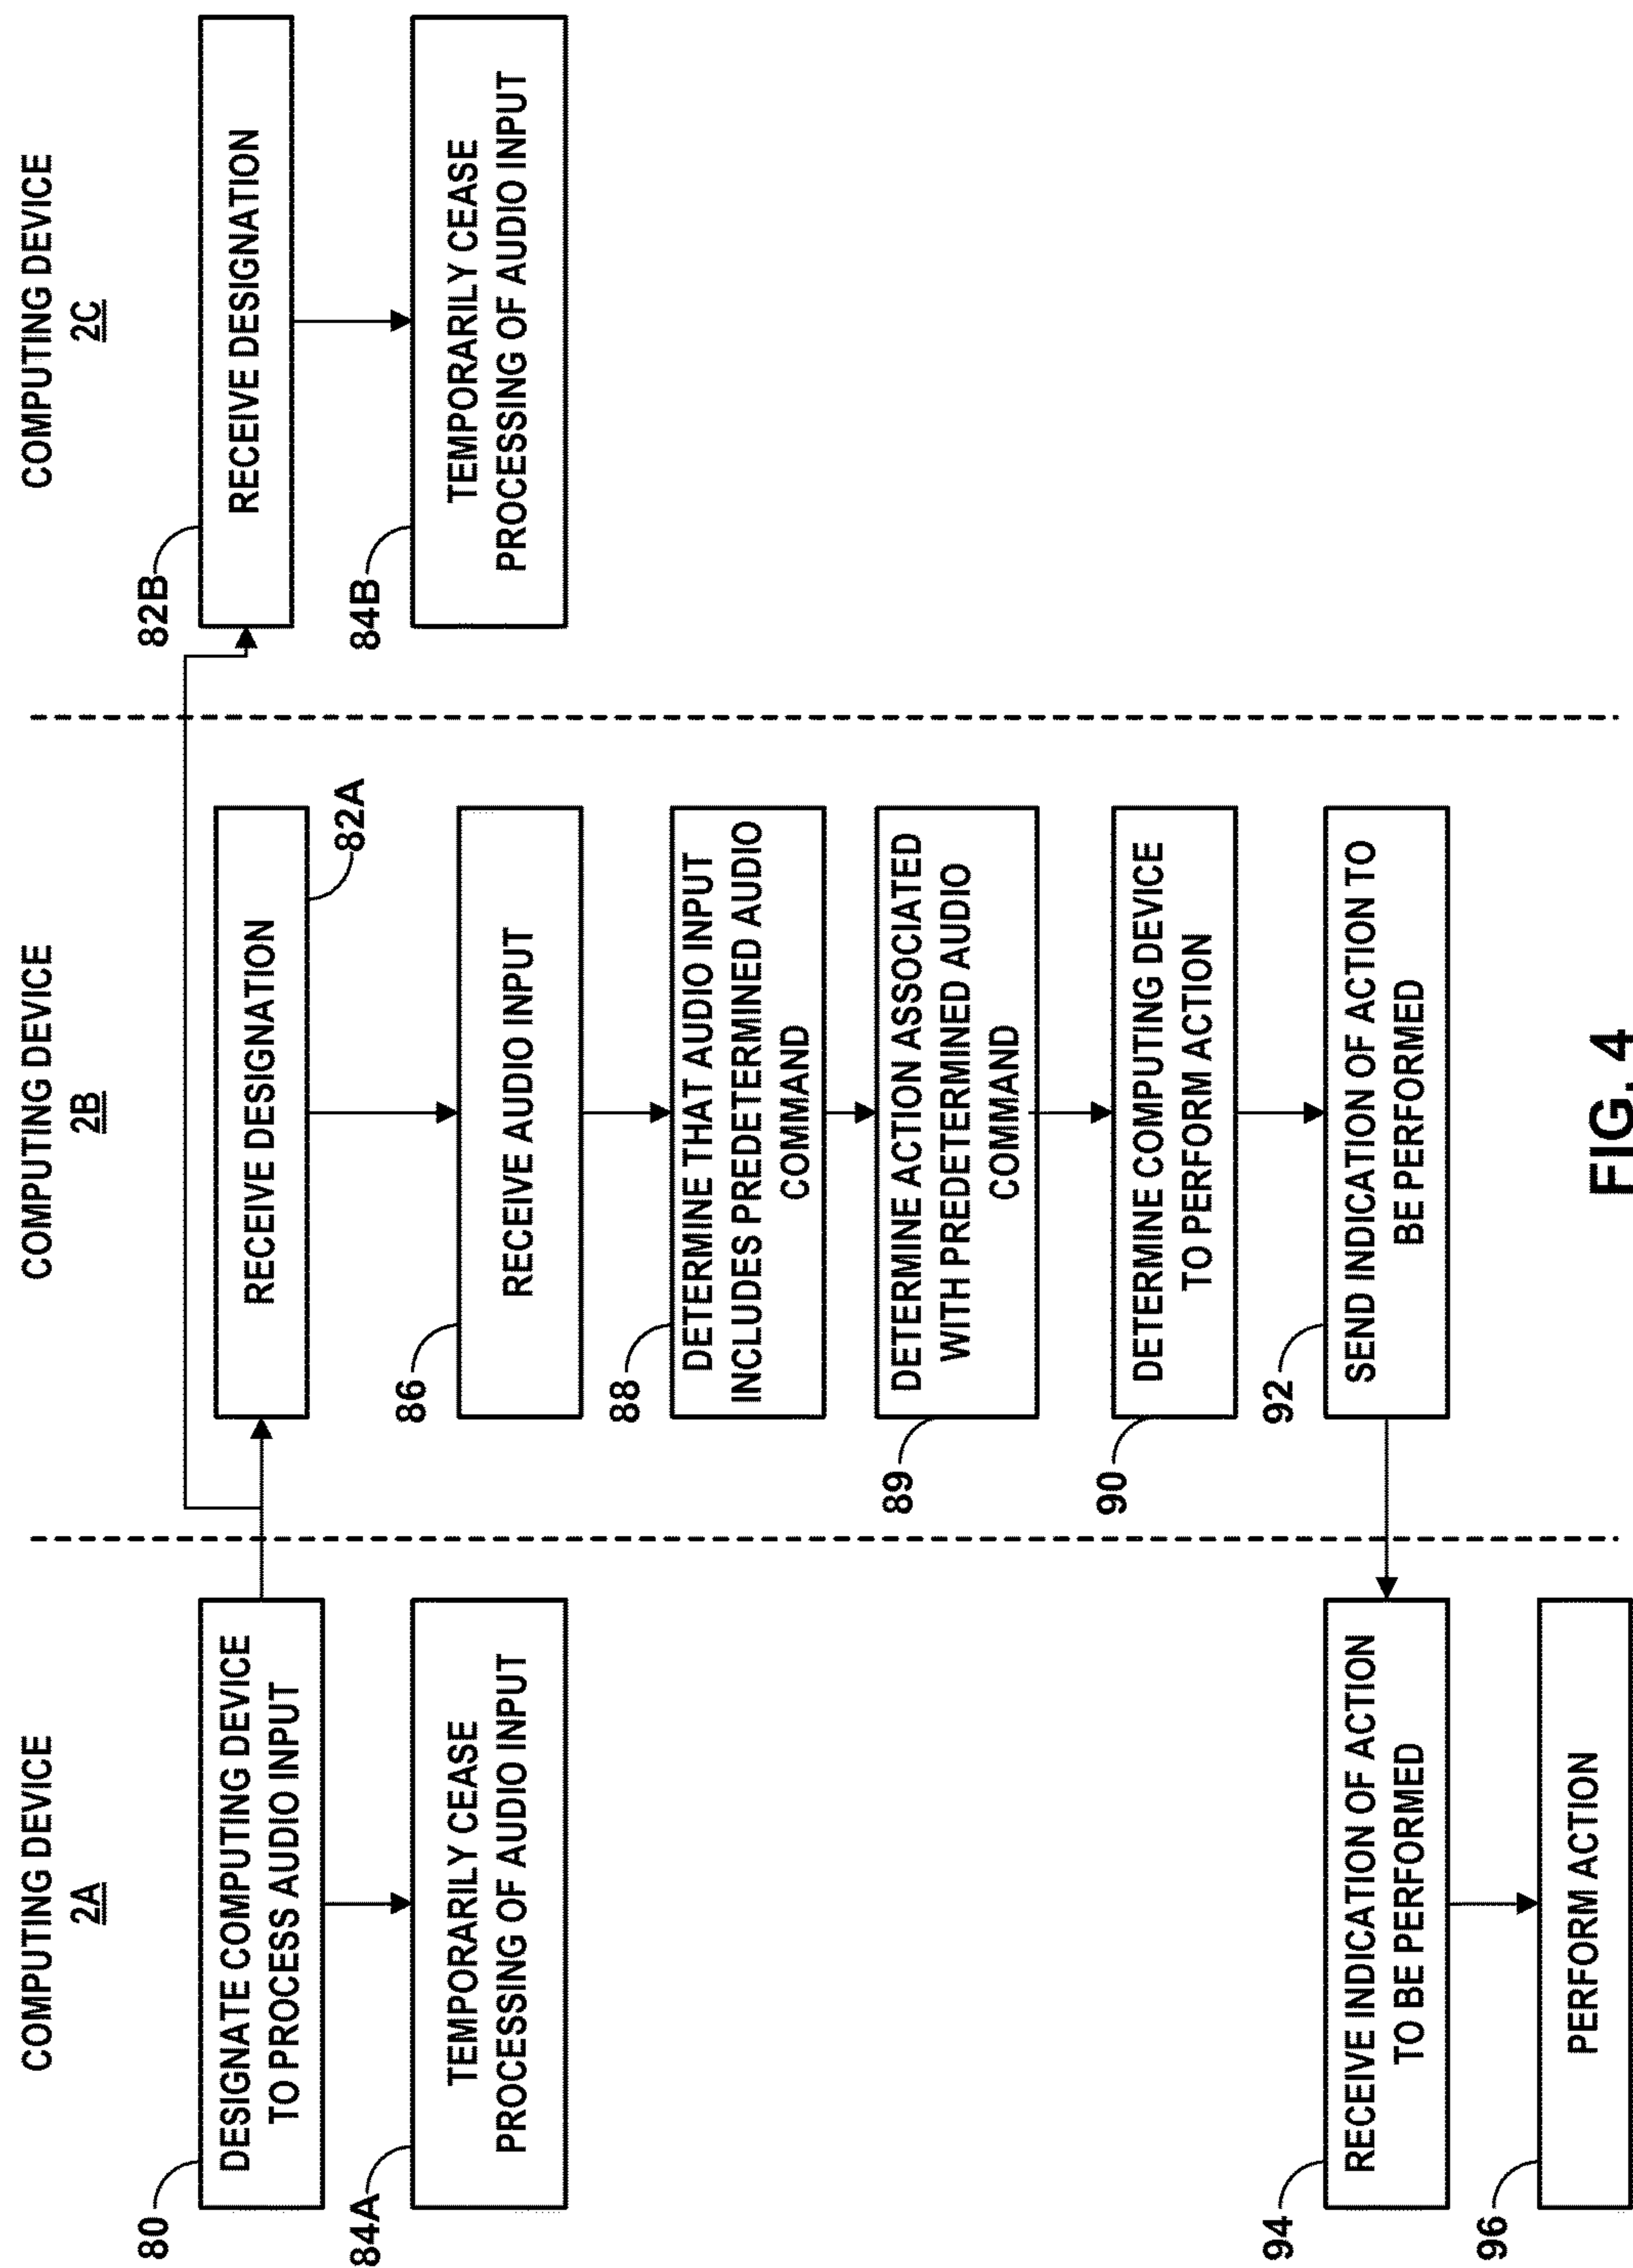 COMPUTING DEVICE
2A
80
DESIGNATE COMPUTING DEVICE
TO PROCESS AUDIO INPUT
84A
TEMPORARILY CEASE
PROCESSING OF AUDIO INPUT
94
RECEIVE INDICATION OF ACTION
TO BE PERFORMED
96
PERFORM ACTION
COMPUTING DEVICE
2B
RECEIVE DESIGNATION
82A
86
RECEIVE AUDIO INPUT
88
DETERMINE THAT AUDIO INPUT
INCLUDES PREDETERMINED AUDIO
COMMAND
89
DETERMINE ACTION ASSOCIATED
WITH PREDETERMINED AUDIO
COMMAND
90
DETERMINE COMPUTING DEVICE
TO PERFORM ACTION
92
SEND INDICATION OF ACTION TO
BE PERFORMED
COMPUTING DEVICE
2C
82B
RECEIVE DESIGNATION
84B
TEMPORARILY CEASE
PROCESSING OF AUDIO INPUT
FIG. 4